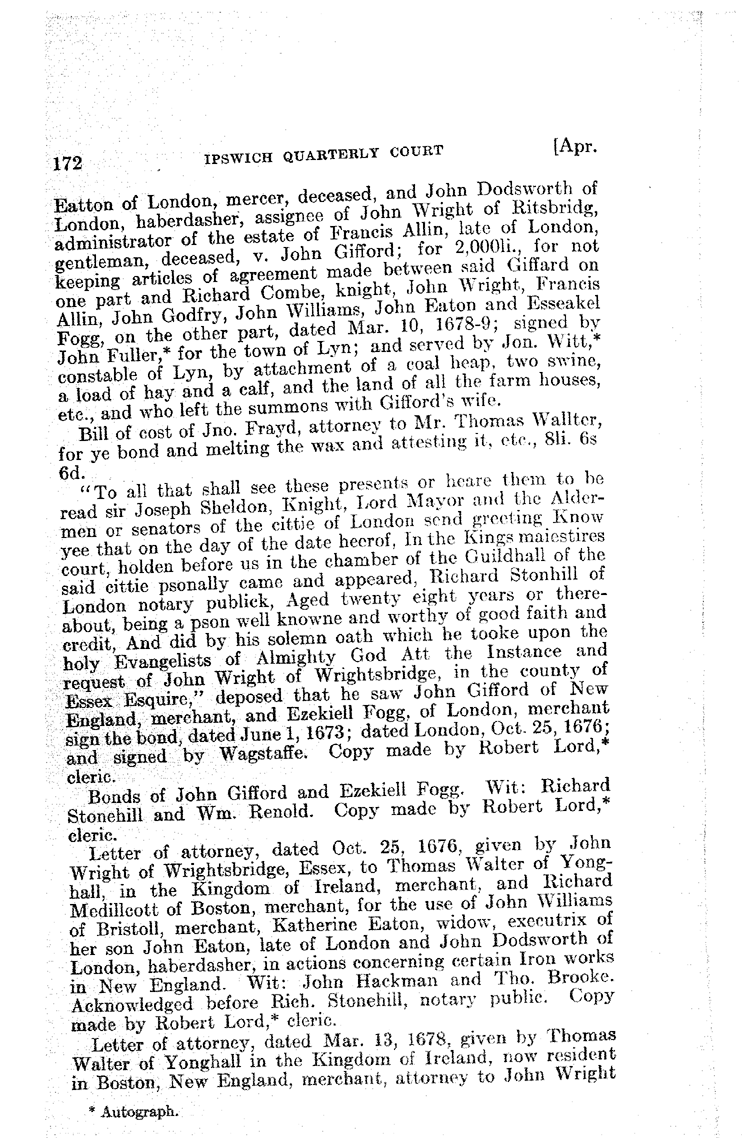 172 IPSWICH QUARTERLY COURT [Apr.
Eatton of London, mercer, deceased, and John Dodsworth of
London, haberdasher, assignee of John Wright of Ritsbridg,
administrator of the estate of Francis Allin, late of London,
gentleman, deceased, v. John Gifford; for 2,000li., for not
keeping articles of agreement made between said Giffard on
one part and Richard Combe, knight, John Wright, Francis
Allin, John Godfry, John Williams, John Eaton and Esseakel
Fogg, on the other part, dated Mar. 10, 1678-9; signed by
John Fuller,* for the town of Lyn; and served by Jon. Witt,*
constable of Lyn, by attachment of a coal heap, two swine,
a load of hay and a calf, and the land of all the farm houses,
etc., and who left the summons with Gifford's wife.
Bill of cost of Jno. Frayd, attorney to Mr. Thomas Wallter,
for ye bond and melting the wax and attesting it, etc., 8li. 6s
6d.
"To all that shall see these presents or heare them to be
read sir Joseph Sheldon, Knight, Lord Mayor and the Alder-
men or senators of the cittie of London send greeting Know
yee that on the day of the date heerof, In the Kings maiestires
court, holden before us in the chamber of the Guildhall of the
said cittie psonally came and appeared, Richard Stonhill of
London notary publick, Aged twenty eight years or there-
about, being a pson well knowne and worthy of good faith and
credit, And did by his solemn oath which he tooke upon the
holy Evangelists of Almighty God Att the Instance and
request of John Wright of Wrightsbridge, in the county of
Essex Esquire," deposed that he saw John Gifford of New
England, merchant, and Ezekiell Fogg, of London, merchant
sign the bond, dated June 1, 1673; dated London, Oct. 25, 1676;
and signed by Wagstaffe. Copy made by Robert Lord,*
cleric.
Bonds of John Gifford and Ezekiell Fogg. Wit: Richard
Stonehill and Wm. Renold. Copy made by Robert Lord,*
cleric.
Letter of attorney, dated Oct. 25, 1676, given by John
Wright of Wrightsbridge, Essex, to Thomas Walter of Yong-
hall, in the Kingdom of Ireland, merchant, and Richard
Medillcott of Boston, merchant, for the use of John Williams
of Bristoll, merchant, Katherine Eaton, widow, executrix of
her son John Eaton, late of London and John Dodsworth of
London, haberdasher, in actions concerning certain Iron works
in New England. Wit: John Hackman and Tho. Brooke.
Acknowledged before Rich. Stonehill, notary public. Copy
made by Robert Lord,* cleric.
Letter of attorney, dated Mar. 13, 1678, given by Thomas
Walter of Yonghall in the Kingdom of Ireland, now resident
in Boston, New England, merchant, attorney to John Wright
* Autograph.